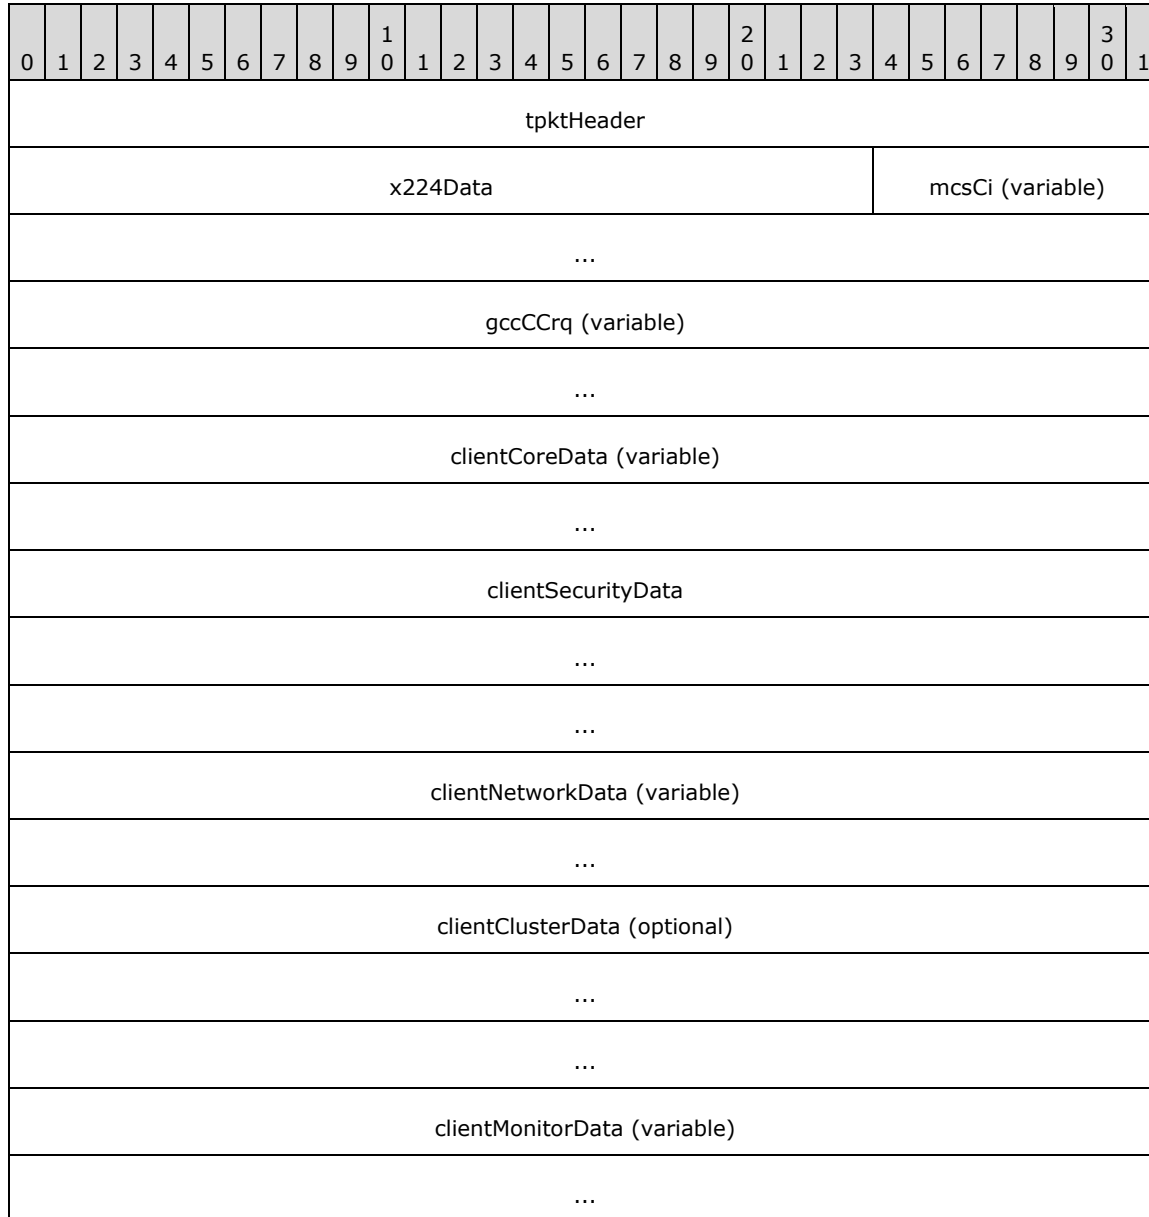 1 2 3
0 1 2 3 4 5 6 7 8 9 0 1 2 3 4 5 6 7 8 9 0 1 2 3 4 5 6 7 8 9 0 1
tpktHeader
x224Data mcsCi (variable)
...
gccCCrq (variable)
...
clientCoreData (variable)
...
clientSecurityData
...
...
clientNetworkData (variable)
...
clientClusterData (optional)
...
...
clientMonitorData (variable)
...